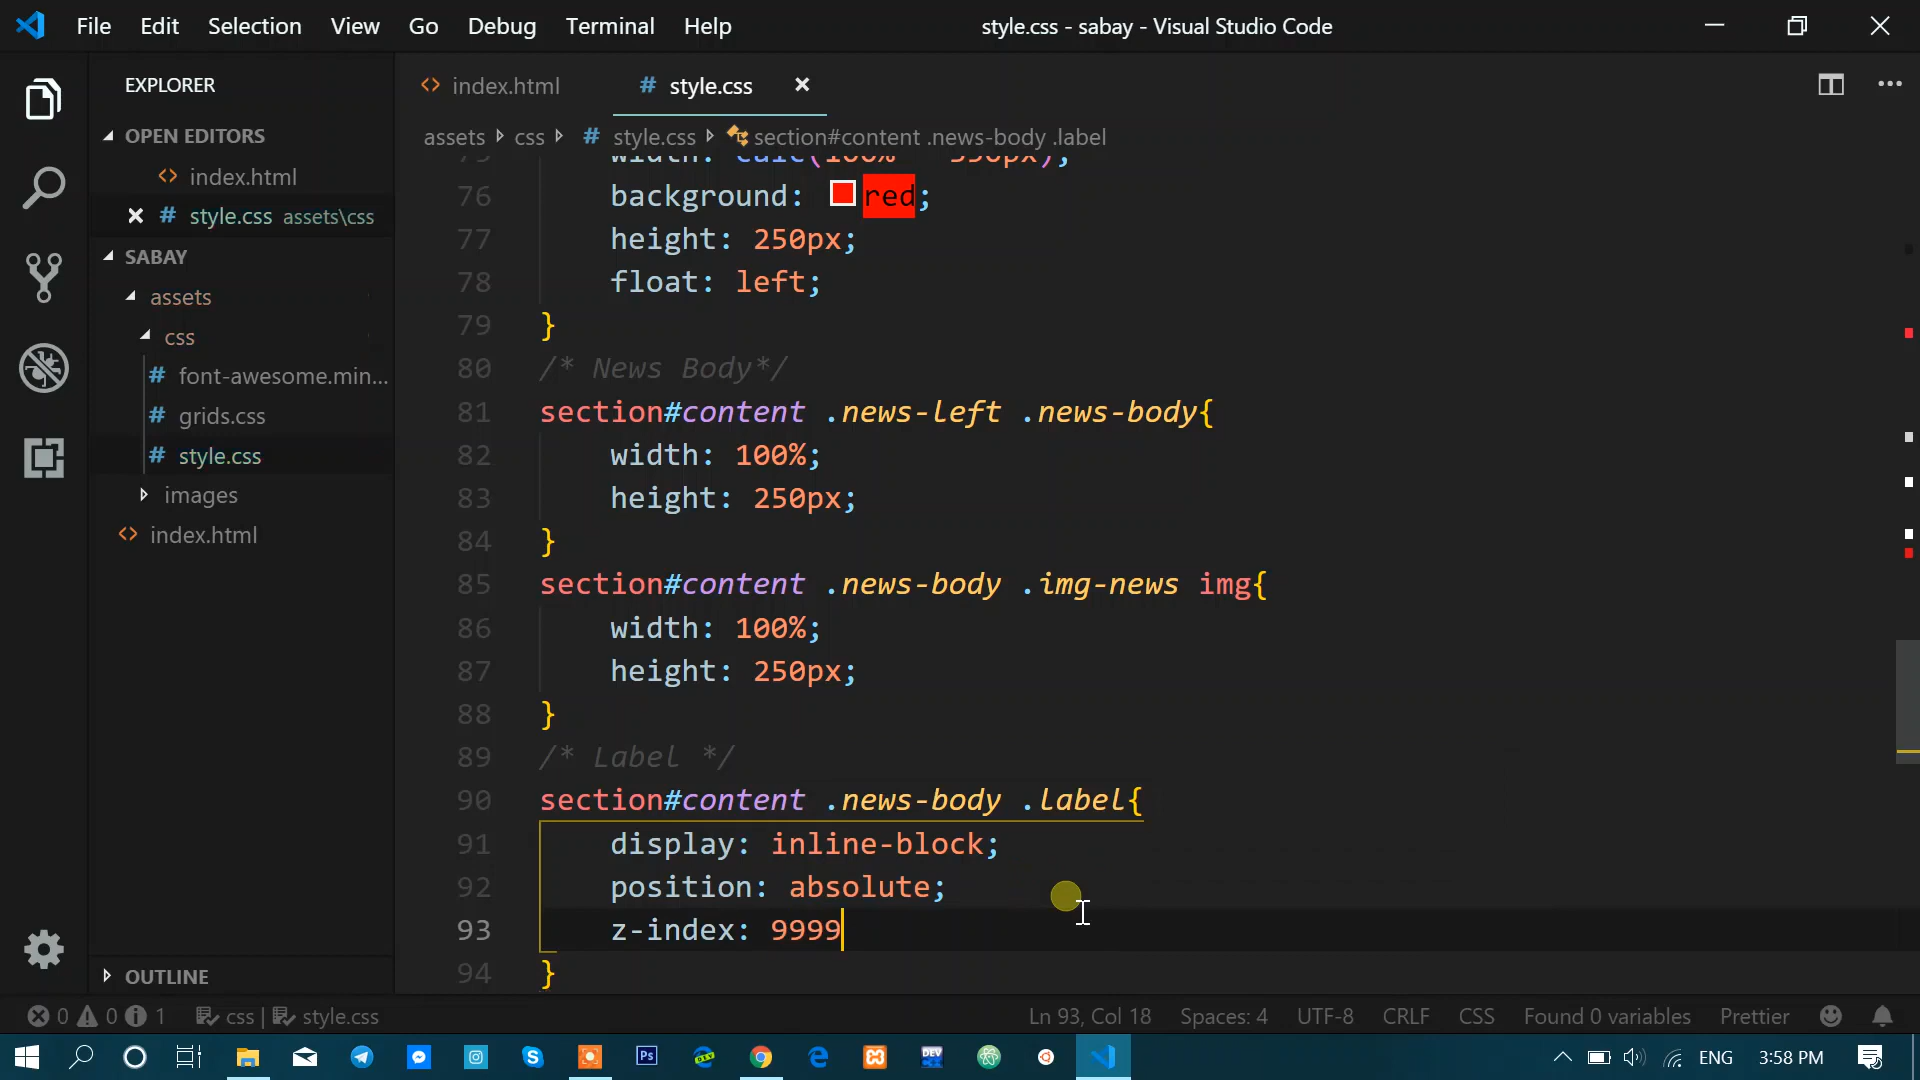 File Edit Selection View Go Debug Terminal Help style.css - sabay - Visual Studio Code
EXPLORER
OPEN EDITORS
index.html
style.css assets\css
SABAY
assets
css
font-awesome.min...
grids.css
style.css
images
index.html
OUTLINE
index.html style.css
assets css style.css section#content .news-body .label
76 background: red;
77 height: 250px;
78 float: left;
79 }
80 /* News Body*/
81 section#content .news-left .news-body{
82 width: 100%;
83 height: 250px;
84 }
85 section#content .news-body .img-news img{
86 width: 100%;
87 height: 250px;
88 }
89 /* Label */
90 section#content .news-body .label{
91 display: inline-block;
92 position: absolute;
93 z-index: 9999
94 }
0 0 1 css | style.css Ln 93, Col 18 Spaces: 4 UTF-8 CRLF CSS Found 0 variables Prettier
Ps DEV ENG 3:58 PM